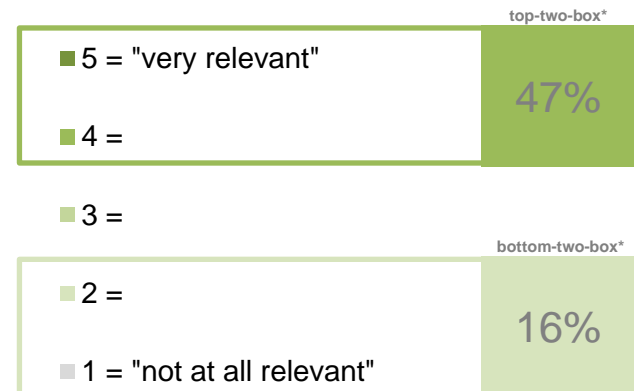 top-two-box*
5 = "very relevant"
47%
4 =
3 =
bottom-two-box*
2 =
16%
1 = "not at all relevant"